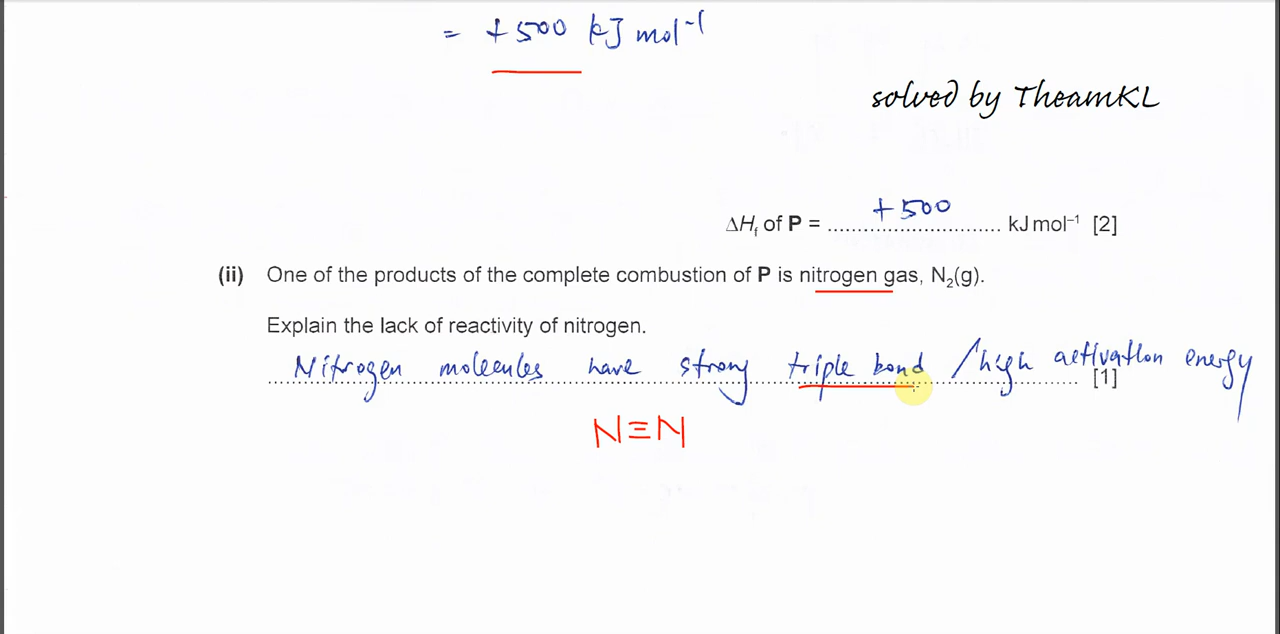 = +500 kJ mol⁻¹
solved by TheamKL
ΔHf of P = +500 kJ mol⁻¹ [2]
(ii) One of the products of the complete combustion of P is nitrogen gas, N₂(g).
Explain the lack of reactivity of nitrogen.
Nitrogen molecules have strong triple bond /high activation energy [1]
N≡N